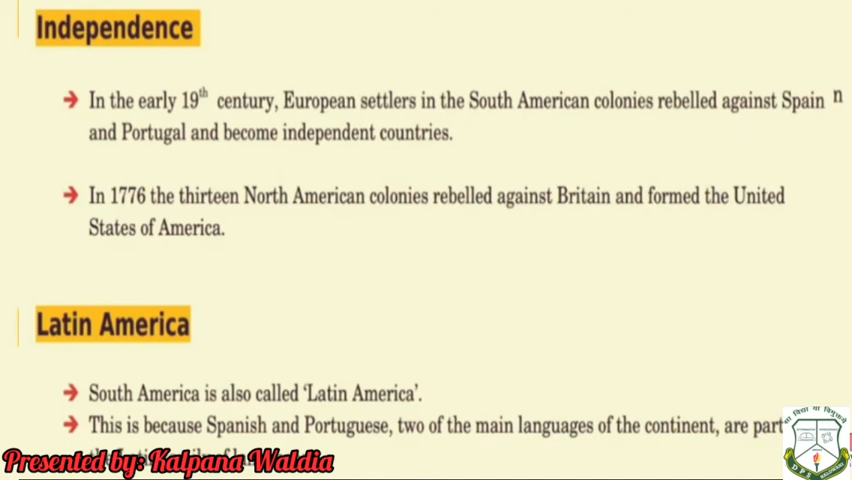 Independence
➔ In the early 19th century, European settlers in the South American colonies rebelled against Spain n
and Portugal and become independent countries.
➔ In 1776 the thirteen North American colonies rebelled against Britain and formed the United
States of America.
Latin America
➔ South America is also called ‘Latin America’.
➔ This is because Spanish and Portuguese, two of the main languages of the continent, are part
Presented by: Kalpana Waldia
सा विद्या या विमुक्तये
D P S